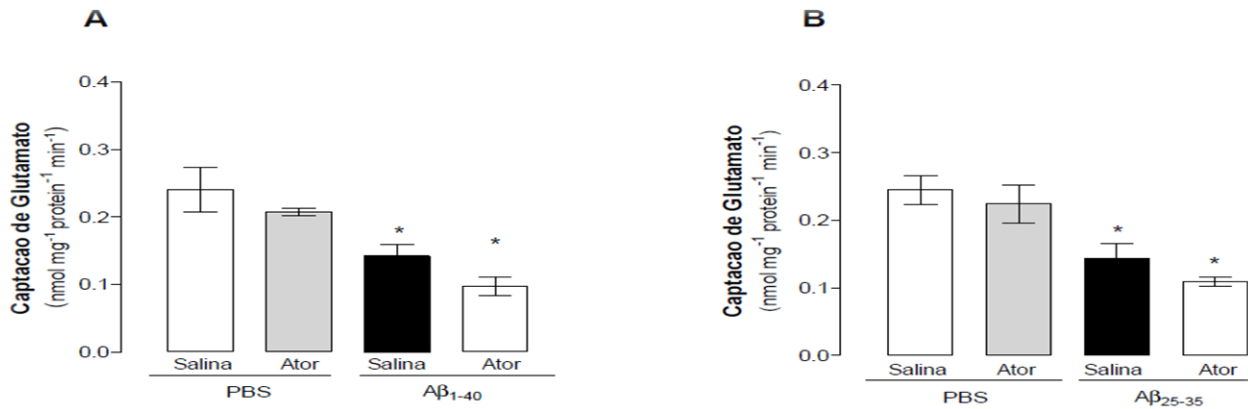 A
Captacao de Glutamato
(nmol mg⁻¹ protein⁻¹ min⁻¹)
0.4
0.3
0.2
0.1
0.0
*
*
Salina Ator Salina Ator
PBS Aβ₁₋₄₀
B
Captacao de Glutamato
(nmol mg⁻¹ protein⁻¹ min⁻¹)
0.4
0.3
0.2
0.1
0.0
*
*
Salina Ator Salina Ator
PBS Aβ₂₅₋₃₅